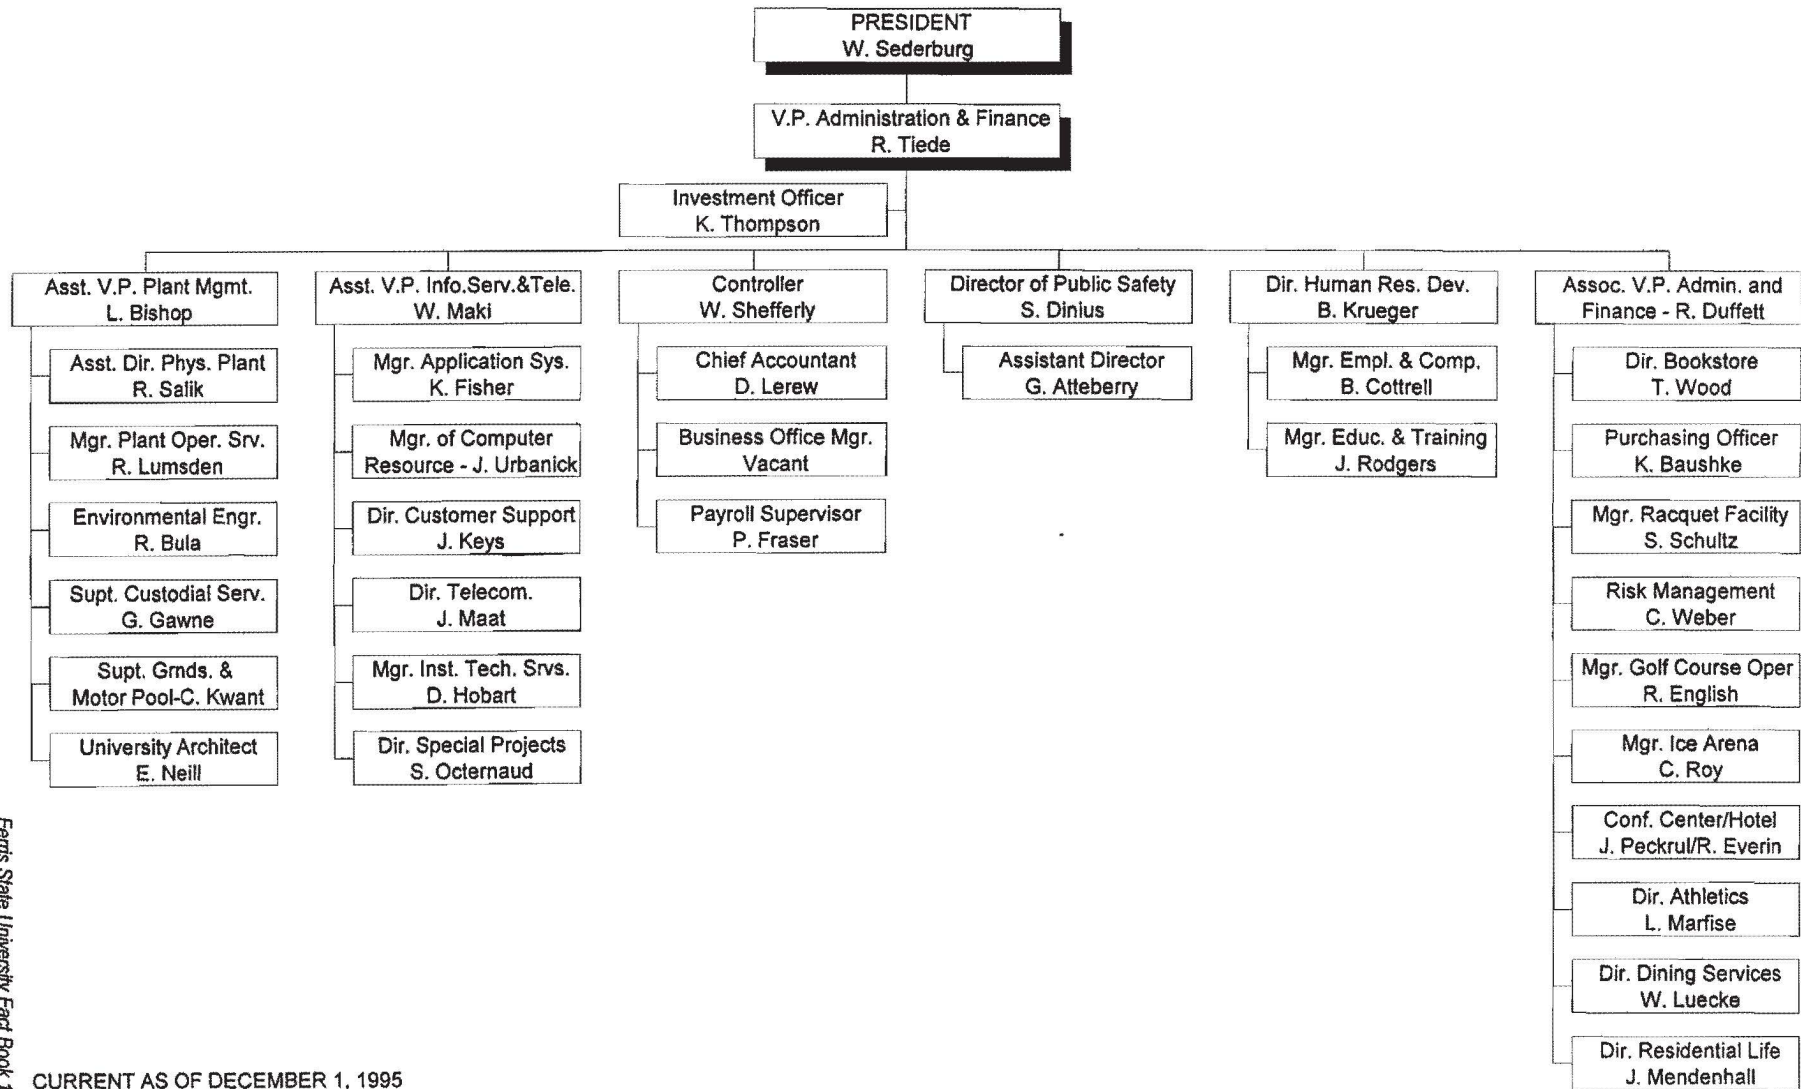 PRESIDENT
W. Sederburg
V.P. Administration & Finance
R. Tiede
Investment Officer
K. Thompson
Asst. V.P. Plant Mgmt.
L. Bishop
Asst. Dir. Phys. Plant
R. Salik
Mgr. Plant Oper. Srv.
R. Lumsden
Environmental Engr.
R. Bula
Supt. Custodial Serv.
G. Gawne
Supt. Grnds. &
Motor Pool-C. Kwant
University Architect
E. Neill
Asst. V.P. Info.Serv.&Tele.
W. Maki
Mgr. Application Sys.
K. Fisher
Mgr. of Computer
Resource - J. Urbanick
Dir. Customer Support
J. Keys
Dir. Telecom.
J. Maat
Mgr. Inst. Tech. Srvs.
D. Hobart
Dir. Special Projects
S. Octernaud
Controller
W. Shefferly
Chief Accountant
D. Lerew
Business Office Mgr.
Vacant
Payroll Supervisor
P. Fraser
Director of Public Safety
S. Dinius
Assistant Director
G. Atteberry
Dir. Human Res. Dev.
B. Krueger
Mgr. Empl. & Comp.
B. Cottrell
Mgr. Educ. & Training
J. Rodgers
Assoc. V.P. Admin. and
Finance - R. Duffett
Dir. Bookstore
T. Wood
Purchasing Officer
K. Baushke
Mgr. Racquet Facility
S. Schultz
Risk Management
C. Weber
Mgr. Golf Course Oper
R. English
Mgr. Ice Arena
C. Roy
Conf. Center/Hotel
J. Peckrul/R. Everin
Dir. Athletics
L. Marfise
Dir. Dining Services
W. Luecke
Dir. Residential Life
J. Mendenhall
CURRENT AS OF DECEMBER 1, 1995
Ferris State University Fact Book